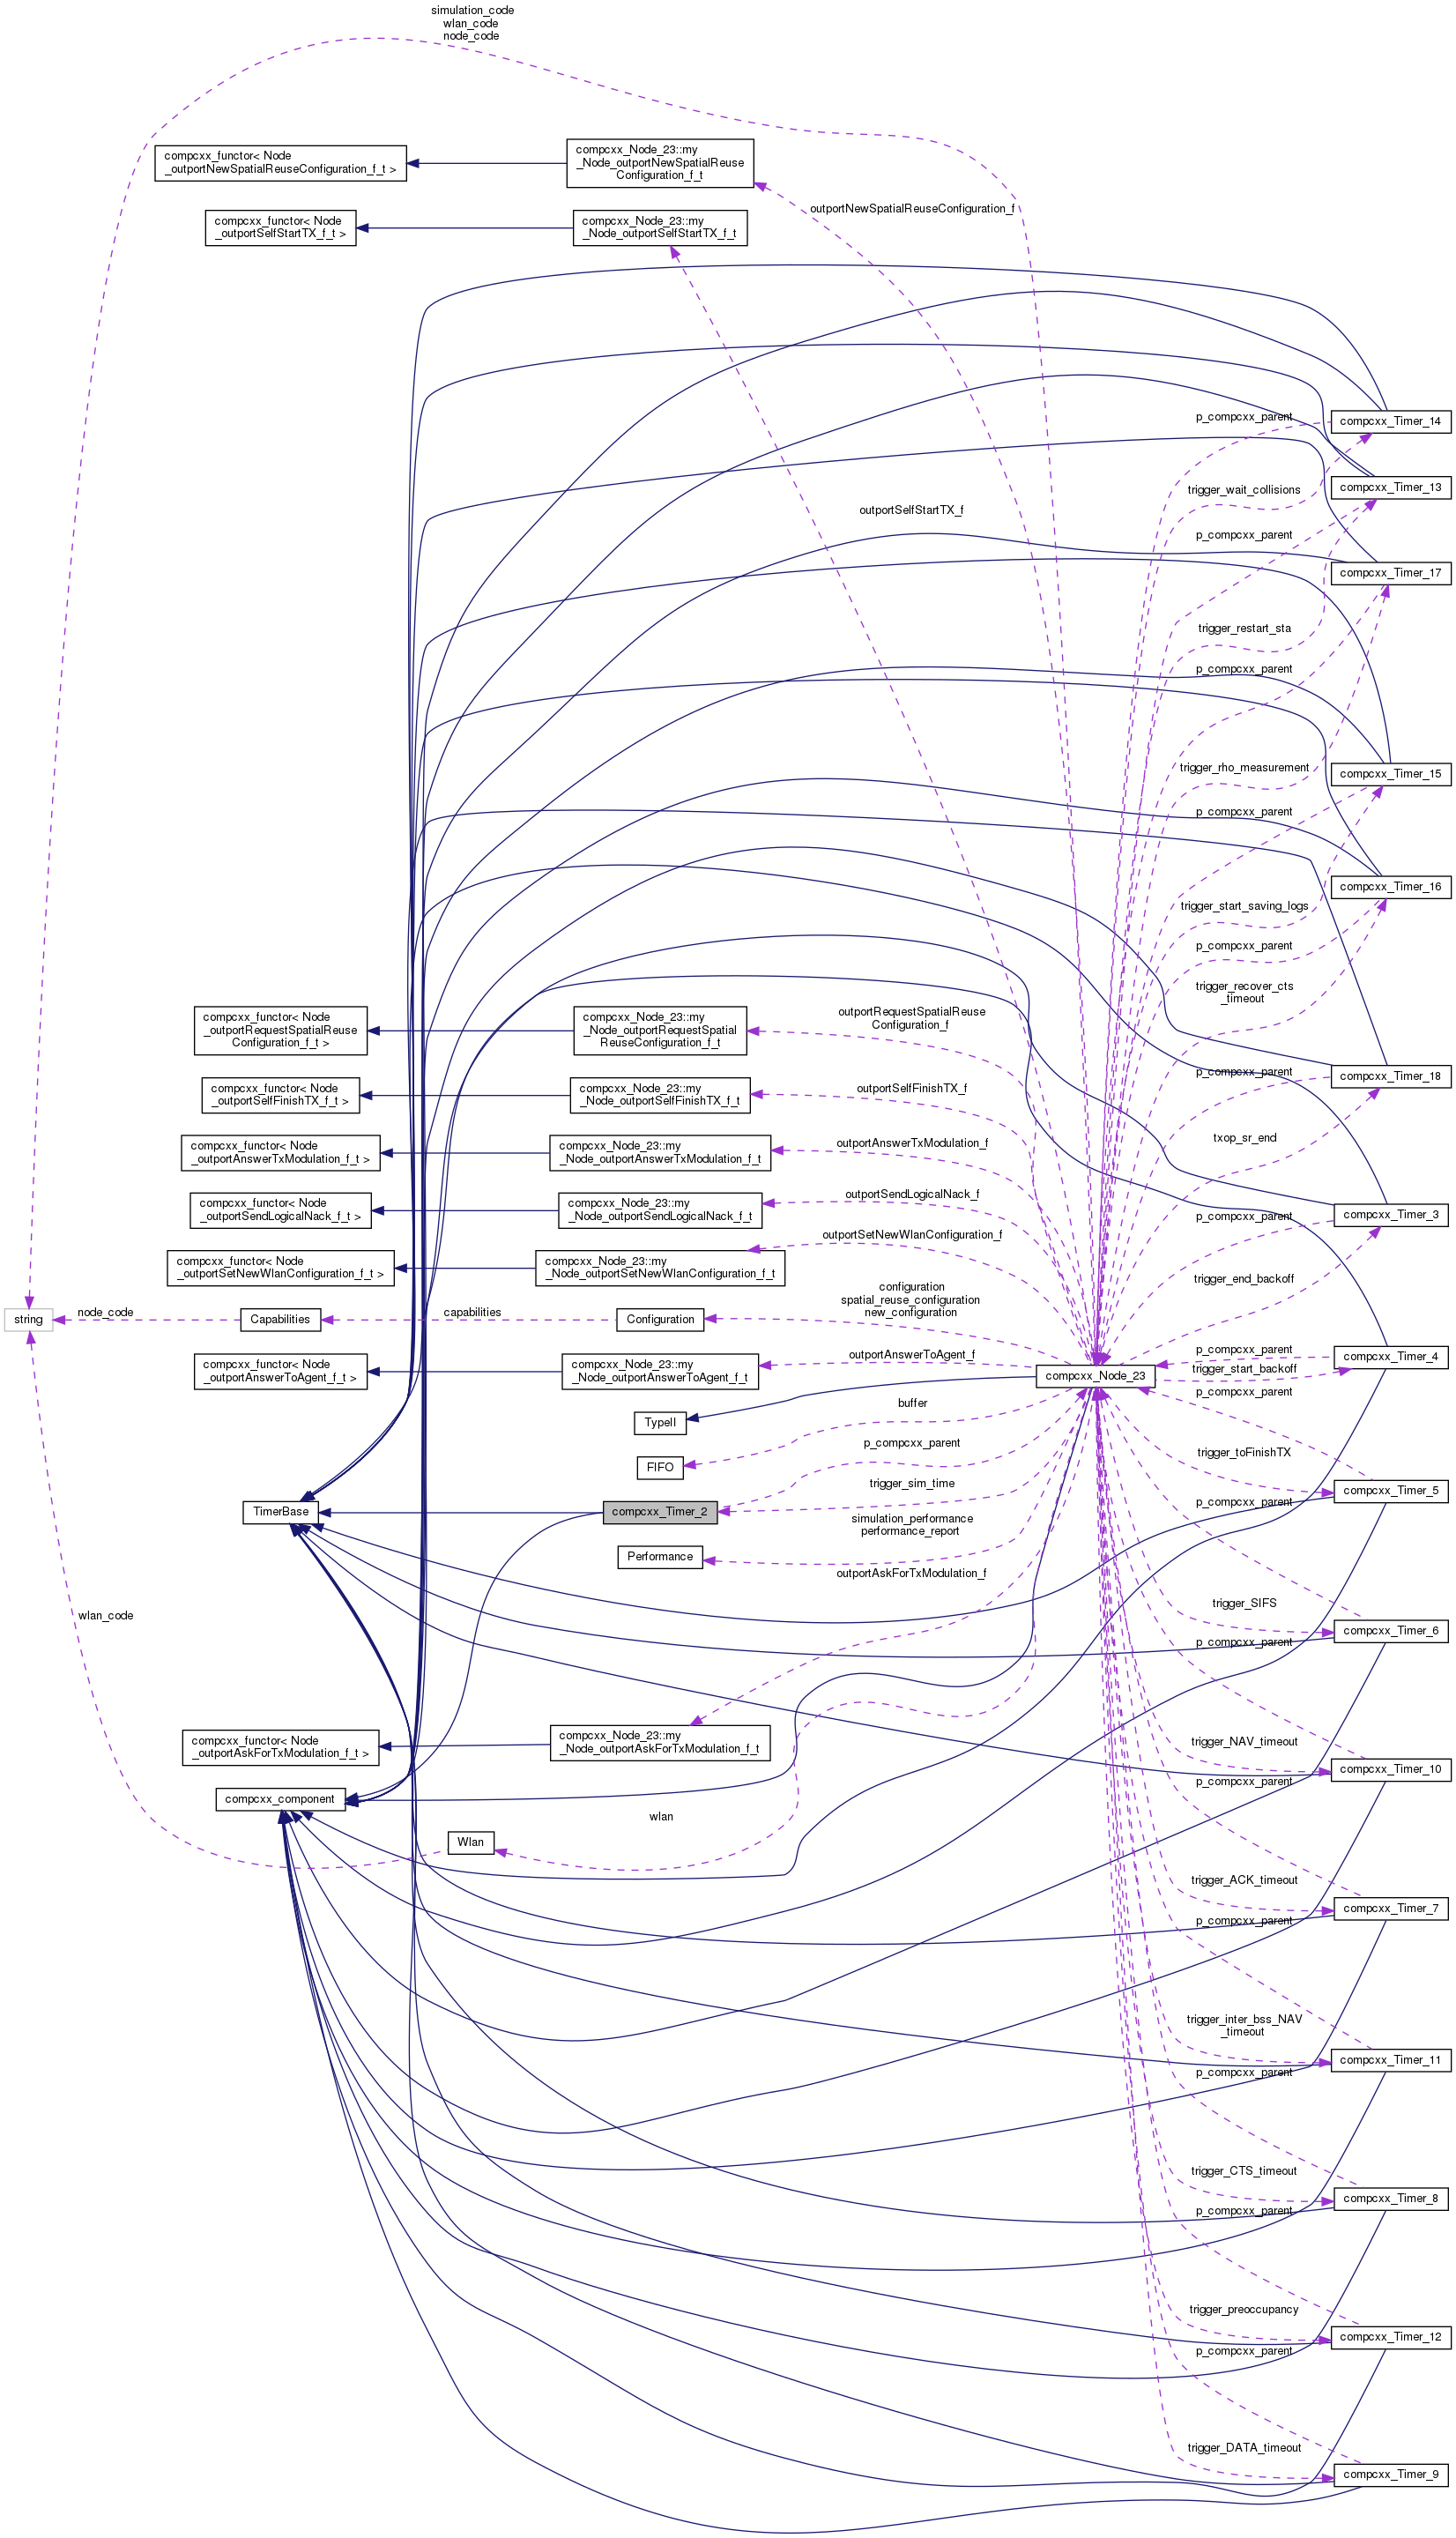 simulation_code
wlan_code
node_code
compcxx_functor< Node
_outportNewSpatialReuseConfiguration_f_t >
compcxx_Node_23::my
_Node_outportNewSpatialReuse
Configuration_f_t
outportNewSpatialReuseConfiguration_f
compcxx_functor< Node
_outportSelfStartTX_f_t >
compcxx_Node_23::my
_Node_outportSelfStartTX_f_t
p_compcxx_parent
compcxx_Timer_14
trigger_wait_collisions
compcxx_Timer_13
outportSelfStartTX_f
p_compcxx_parent
compcxx_Timer_17
trigger_restart_sta
p_compcxx_parent
trigger_rho_measurement
compcxx_Timer_15
p_compcxx_parent
compcxx_Timer_16
trigger_start_saving_logs
p_compcxx_parent
trigger_recover_cts
_timeout
compcxx_functor< Node
_outportRequestSpatialReuse
Configuration_f_t >
compcxx_Node_23::my
_Node_outportRequestSpatial
ReuseConfiguration_f_t
outportRequestSpatialReuse
Configuration_f
p_compcxx_parent
compcxx_Timer_18
compcxx_functor< Node
_outportSelfFinishTX_f_t >
compcxx_Node_23::my
_Node_outportSelfFinishTX_f_t
outportSelfFinishTX_f
txop_sr_end
compcxx_functor< Node
_outportAnswerTxModulation_f_t >
compcxx_Node_23::my
_Node_outportAnswerTxModulation_f_t
outportAnswerTxModulation_f
compcxx_functor< Node
_outportSendLogicalNack_f_t >
compcxx_Node_23::my
_Node_outportSendLogicalNack_f_t
outportSendLogicalNack_f
p_compcxx_parent
compcxx_Timer_3
compcxx_functor< Node
_outportSetNewWlanConfiguration_f_t >
compcxx_Node_23::my
_Node_outportSetNewWlanConfiguration_f_t
outportSetNewWlanConfiguration_f
trigger_end_backoff
string
node_code
Capabilities
capabilities
Configuration
configuration
spatial_reuse_configuration
new_configuration
compcxx_functor< Node
_outportAnswerToAgent_f_t >
compcxx_Node_23::my
_Node_outportAnswerToAgent_f_t
outportAnswerToAgent_f
compcxx_Node_23
p_compcxx_parent
trigger_start_backoff
compcxx_Timer_4
p_compcxx_parent
TypeII
buffer
FIFO
p_compcxx_parent
trigger_toFinishTX
trigger_sim_time
compcxx_Timer_5
TimerBase
compcxx_Timer_2
p_compcxx_parent
simulation_performance
performance_report
Performance
outportAskForTxModulation_f
trigger_SIFS
wlan_code
compcxx_Timer_6
p_compcxx_parent
compcxx_functor< Node
_outportAskForTxModulation_f_t >
compcxx_Node_23::my
_Node_outportAskForTxModulation_f_t
trigger_NAV_timeout
compcxx_Timer_10
p_compcxx_parent
compcxx_component
wlan
Wlan
trigger_ACK_timeout
compcxx_Timer_7
p_compcxx_parent
trigger_inter_bss_NAV
_timeout
compcxx_Timer_11
p_compcxx_parent
trigger_CTS_timeout
compcxx_Timer_8
p_compcxx_parent
trigger_preoccupancy
compcxx_Timer_12
p_compcxx_parent
trigger_DATA_timeout
compcxx_Timer_9